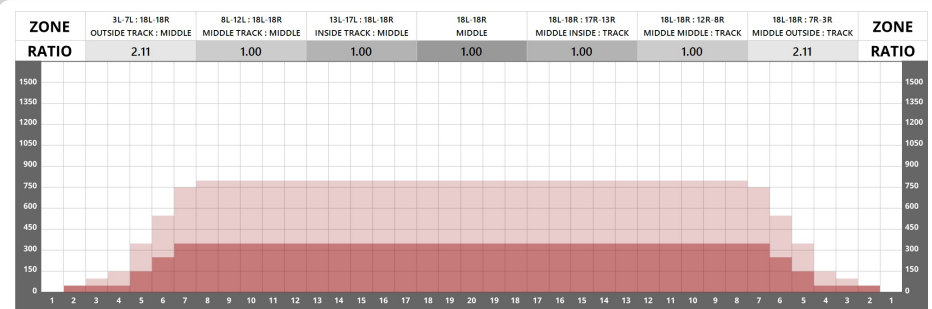 ZONE 3L-7L : 18L-18R 8L-12L : 18L-18R 13L-17L : 18L-18R 18L-18R 18L-18R : 17R-13R 18L-18R : 12R-8R 18L-18R : 7R-3R ZONE
OUTSIDE TRACK : MIDDLE MIDDLE TRACK : MIDDLE INSIDE TRACK : MIDDLE MIDDLE MIDDLE INSIDE : TRACK MIDDLE MIDDLE : TRACK MIDDLE OUTSIDE : TRACK
RATIO 2.11 1.00 1.00 1.00 1.00 1.00 2.11 RATIO
1500 1500
1350 1350
1200 1200
1050 1050
900 900
750 750
600 600
450 450
300 300
150 150
0 0
1 2 3 4 5 6 7 8 9 10 11 12 13 14 15 16 17 18 19 20 19 18 17 16 15 14 13 12 11 10 9 8 7 6 5 4 3 2 1